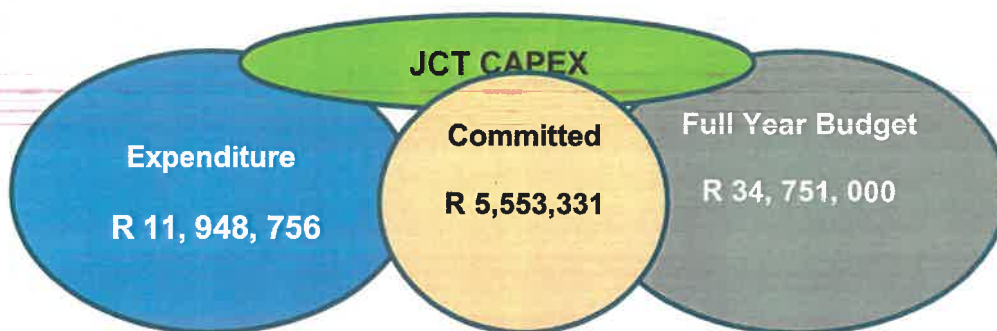 JCT CAPEX
Expenditure
R 11, 948, 756
Committed
R 5,553,331
Full Year Budget
R 34, 751, 000